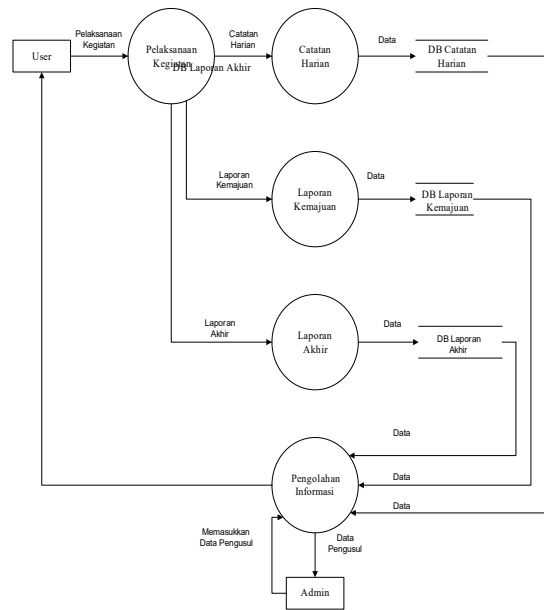 Pelaksanaan
Kegiatan
User
Pelaksanaan
Kegiatan
DB Laporan Akhir
Catatan
Harian
Catatan
Harian
Data
DB Catatan
Harian
Laporan
Kemajuan
Laporan
Kemajuan
Data
DB Laporan
Kemajuan
Laporan
Akhir
Laporan
Akhir
Data
DB Laporan
Akhir
Data
Pengolahan
Informasi
Data
Data
Memasukkan
Data Pengusul
Data
Pengusul
Admin